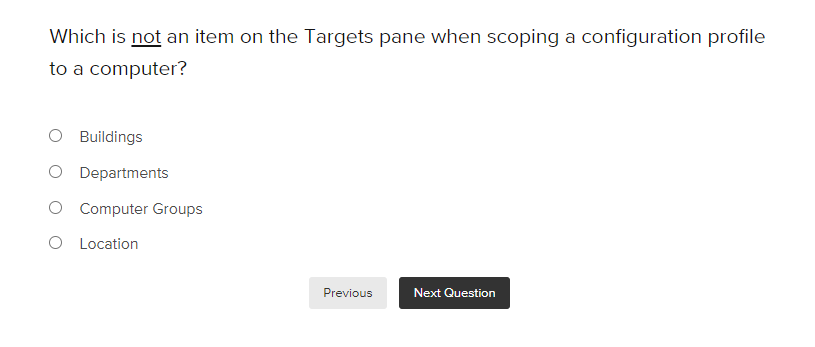 Which is not an item on the Targets pane when scoping a configuration profile
to a computer?
Buildings
Departments
Computer Groups
Location
Previous
Next Question